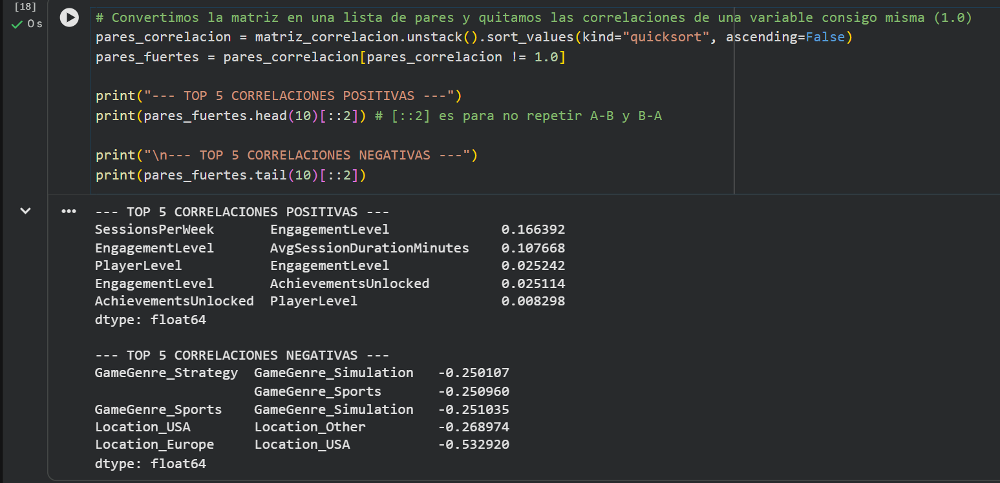 [18]
0 s
# Convertimos la matriz en una lista de pares y quitamos las correlaciones de una variable consigo misma (1.0)
pares_correlacion = matriz_correlacion.unstack().sort_values(kind="quicksort", ascending=False)
pares_fuertes = pares_correlacion[pares_correlacion != 1.0]
print("--- TOP 5 CORRELACIONES POSITIVAS ---")
print(pares_fuertes.head(10)[::2]) # [::2] es para no repetir A-B y B-A
print("\n--- TOP 5 CORRELACIONES NEGATIVAS ---")
print(pares_fuertes.tail(10)[::2])
--- TOP 5 CORRELACIONES POSITIVAS ---
SessionsPerWeek EngagementLevel 0.166392
EngagementLevel AvgSessionDurationMinutes 0.107668
PlayerLevel EngagementLevel 0.025242
EngagementLevel AchievementsUnlocked 0.025114
AchievementsUnlocked PlayerLevel 0.008298
dtype: float64
--- TOP 5 CORRELACIONES NEGATIVAS ---
GameGenre_Strategy GameGenre_Simulation -0.250107
GameGenre_Sports -0.250960
GameGenre_Sports GameGenre_Simulation -0.251035
Location_USA Location_Other -0.268974
Location_Europe Location_USA -0.532920
dtype: float64